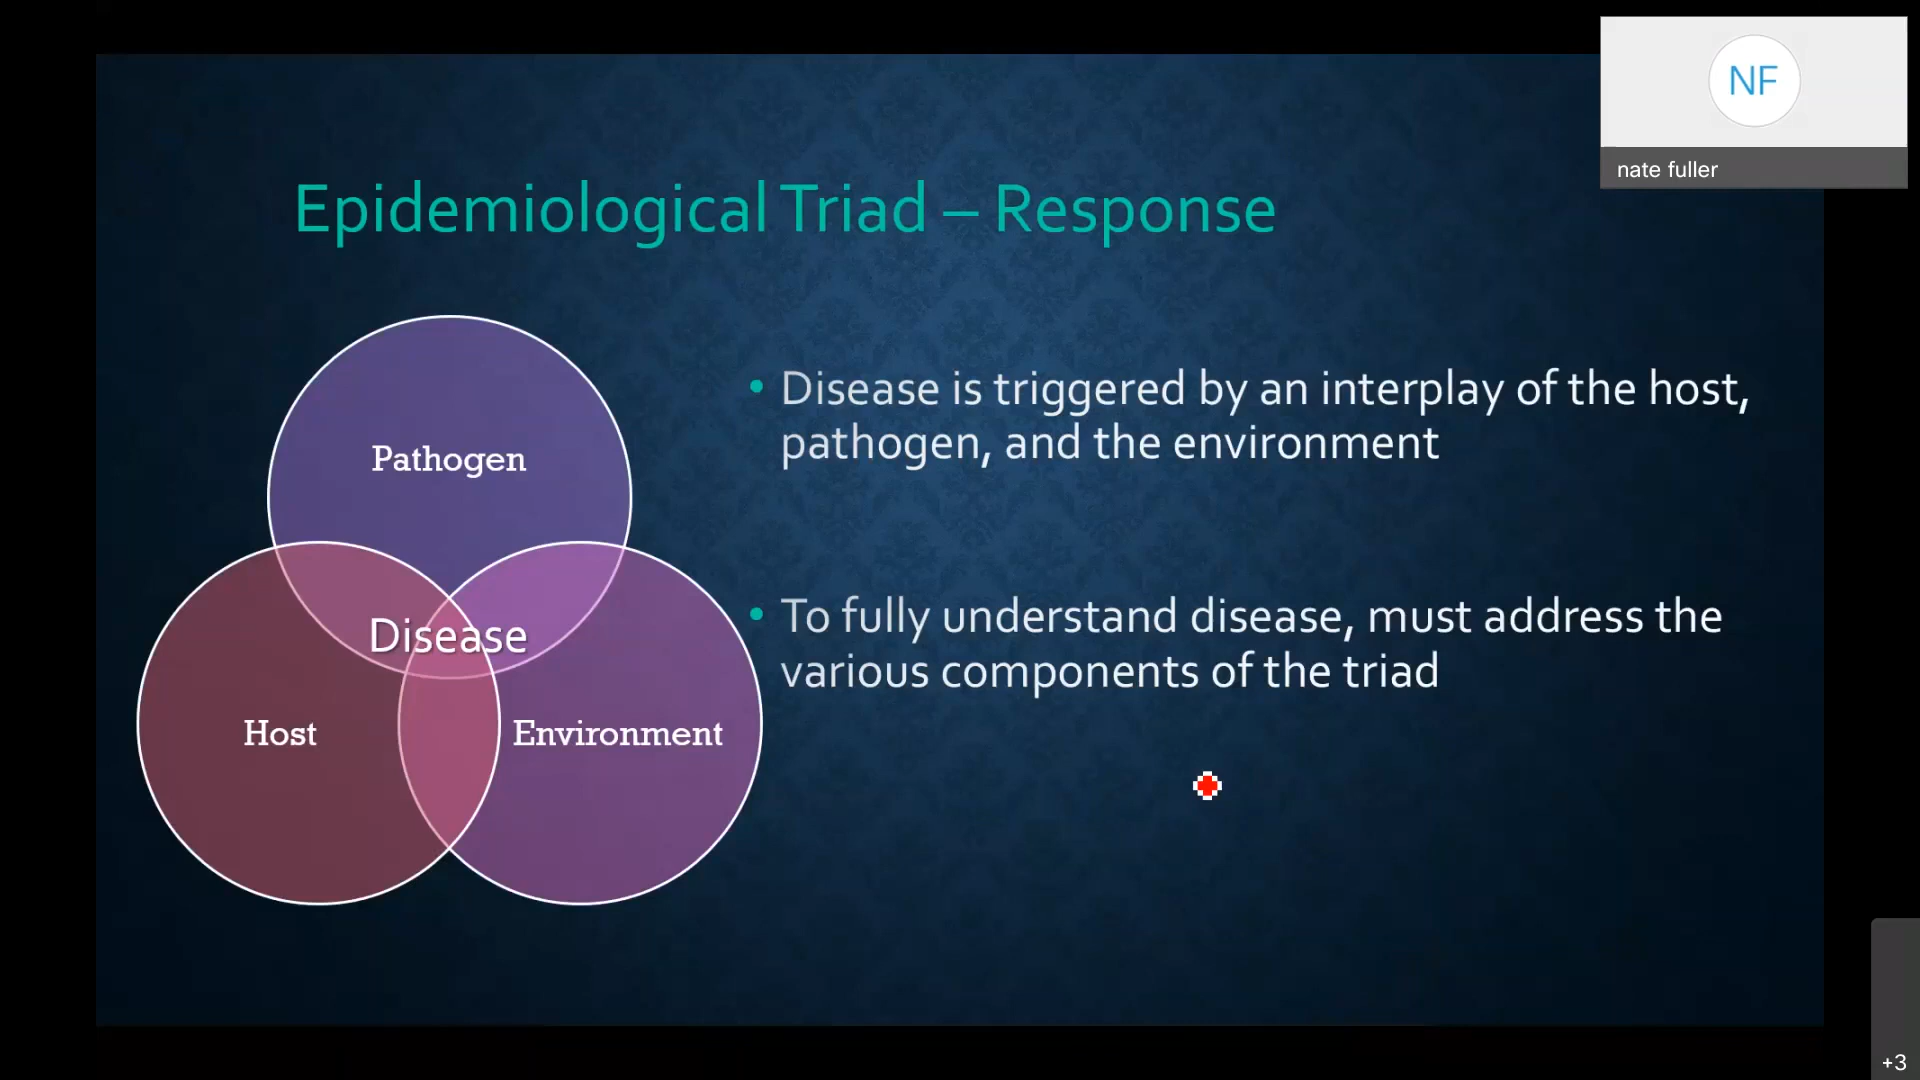 NF
nate fuller
Epidemiological Triad – Response
Pathogen
Disease
Host
Environment
• Disease is triggered by an interplay of the host,
pathogen, and the environment
• To fully understand disease, must address the
various components of the triad
+3